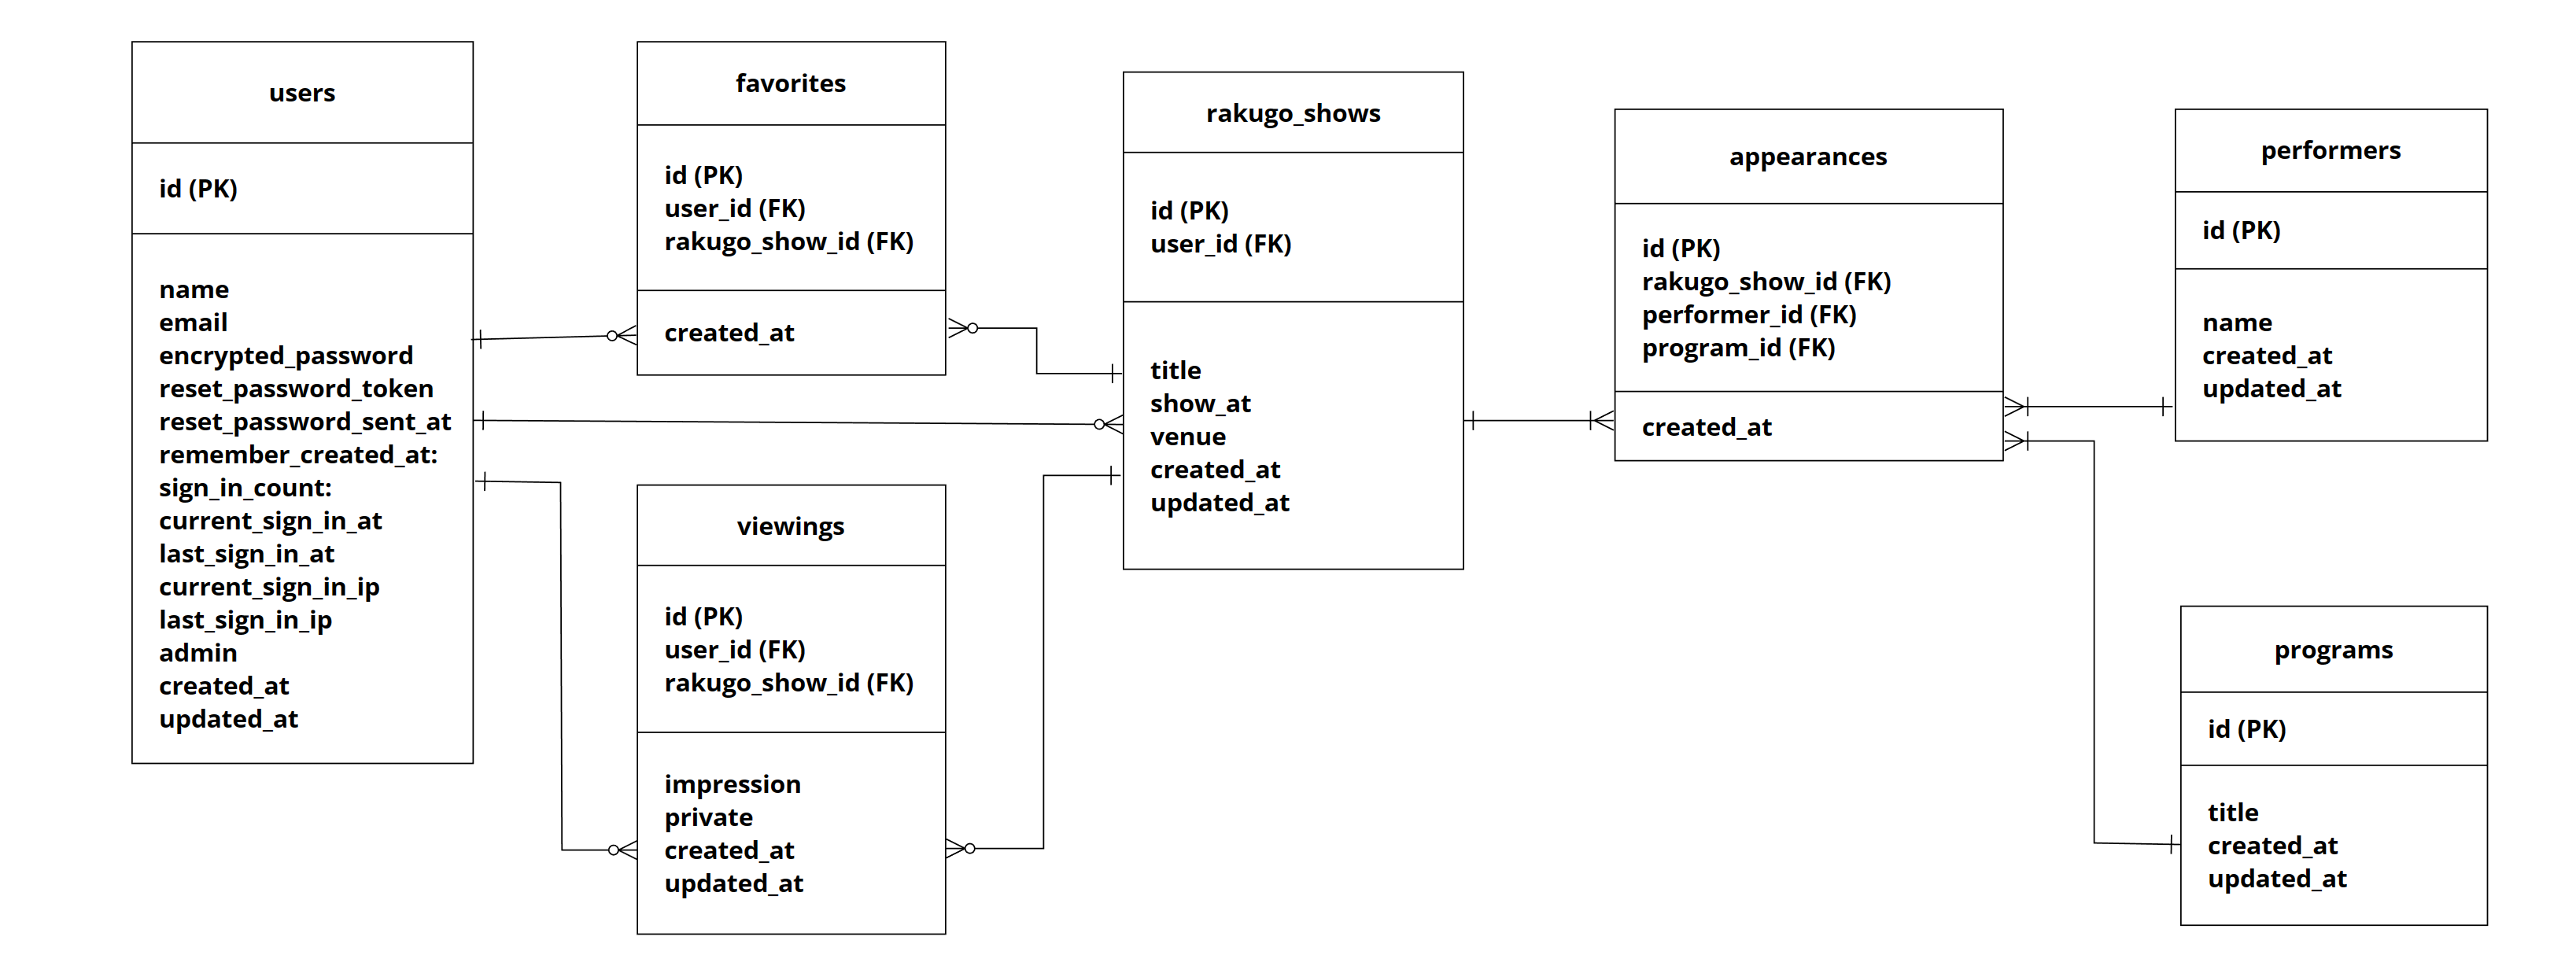 users
id (PK)
name
email
encrypted_password
reset_password_token
reset_password_sent_at
remember_created_at:
sign_in_count:
current_sign_in_at
last_sign_in_at
current_sign_in_ip
last_sign_in_ip
admin
created_at
updated_at
favorites
id (PK)
user_id (FK)
rakugo_show_id (FK)
created_at
viewings
id (PK)
user_id (FK)
rakugo_show_id (FK)
impression
private
created_at
updated_at
rakugo_shows
id (PK)
user_id (FK)
title
show_at
venue
created_at
updated_at
appearances
id (PK)
rakugo_show_id (FK)
performer_id (FK)
program_id (FK)
created_at
performers
id (PK)
name
created_at
updated_at
programs
id (PK)
title
created_at
updated_at